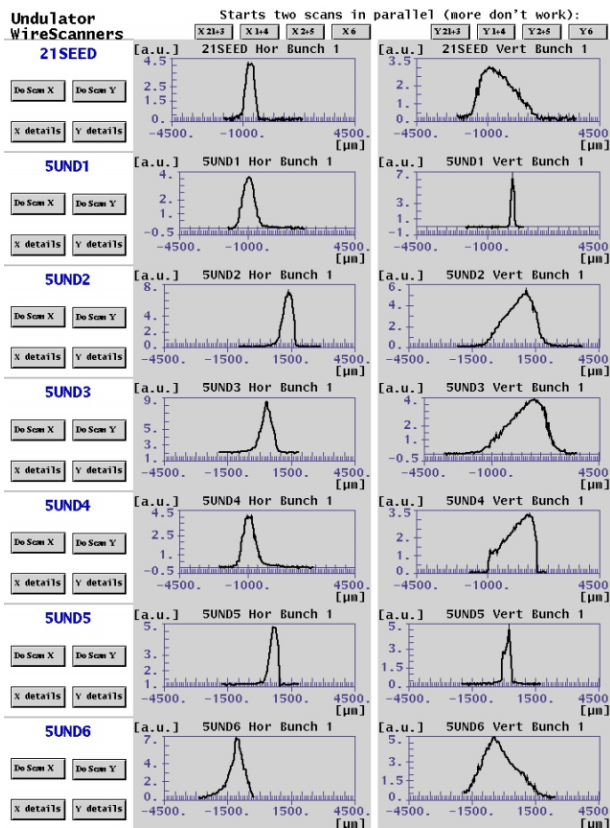 Undulator
WireScanners
Starts two scans in parallel (more don't work):
X 21+3 X 1+4 X 2+5 X 6 Y 21+3 Y 1+4 Y 2+5 Y 6
21SEED
Do Scan X Do Scan Y
X details Y details
[a.u.] 21SEED Hor Bunch 1
4.5
2.5
1.5
0.
-4500. -1000. 4500.
[µm]
[a.u.] 21SEED Vert Bunch 1
3.5
2.
1.
0.
-4500. -1000. 4500
[µm]
5UND1
Do Scan X Do Scan Y
X details Y details
[a.u.] 5UND1 Hor Bunch 1
4.
2.
1.
-0.5
-4500. -1000. 4500.
[µm]
[a.u.] 5UND1 Vert Bunch 1
7.
3.
1.
-1.
-4500. -1500. 1500. 4500
[µm]
5UND2
Do Scan X Do Scan Y
X details Y details
[a.u.] 5UND2 Hor Bunch 1
8.
4.
2.
0.
-4500. -1500. 1500. 4500.
[µm]
[a.u.] 5UND2 Vert Bunch 1
6.
4.
2.
0.
-4500. -1500. 1500. 4500
[µm]
5UND3
Do Scan X Do Scan Y
X details Y details
[a.u.] 5UND3 Hor Bunch 1
9.
5.
3.
1.
-4500. -1500. 1500. 4500.
[µm]
[a.u.] 5UND3 Vert Bunch 1
4.
2.
1.
-0.5
-4500. -1000. 4500
[µm]
5UND4
Do Scan X Do Scan Y
X details Y details
[a.u.] 5UND4 Hor Bunch 1
4.5
2.5
1.
-0.5
-4500. -1000. 4500.
[µm]
[a.u.] 5UND4 Vert Bunch 1
3.5
2.
1.
0.
-4500. -1000. 4500
[µm]
5UND5
Do Scan X Do Scan Y
X details Y details
[a.u.] 5UND5 Hor Bunch 1
5.
3.
2.
1.
-4500. -1500. 1500. 4500.
[µm]
[a.u.] 5UND5 Vert Bunch 1
5.
3.
1.5
0.
-4500. -1500. 1500. 4500
[µm]
5UND6
Do Scan X Do Scan Y
X details Y details
[a.u.] 5UND6 Hor Bunch 1
7.
4.
2.
0.
-4500. -1500. 1500. 4500.
[µm]
[a.u.] 5UND6 Vert Bunch 1
5.
3.
1.5
0.
-4500. -1500. 1500. 4500
[µm]